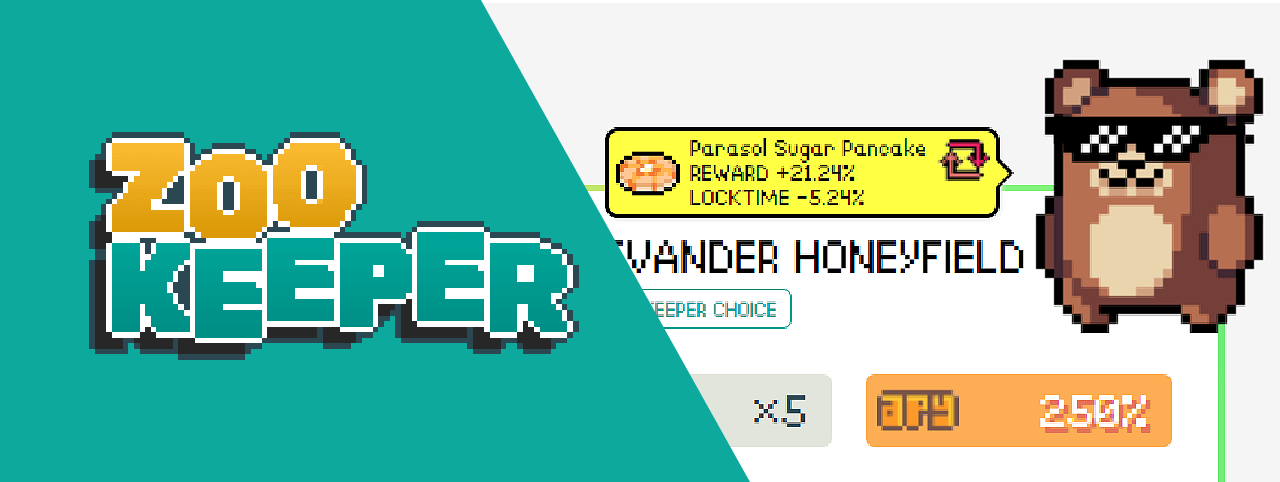 ZOO
KEEPER
Parasol Sugar Pancake
REWARD +21.24%
LOCKTIME -5.24%
VANDER HONEYFIELD
KEEPER CHOICE
x5
APY
250%